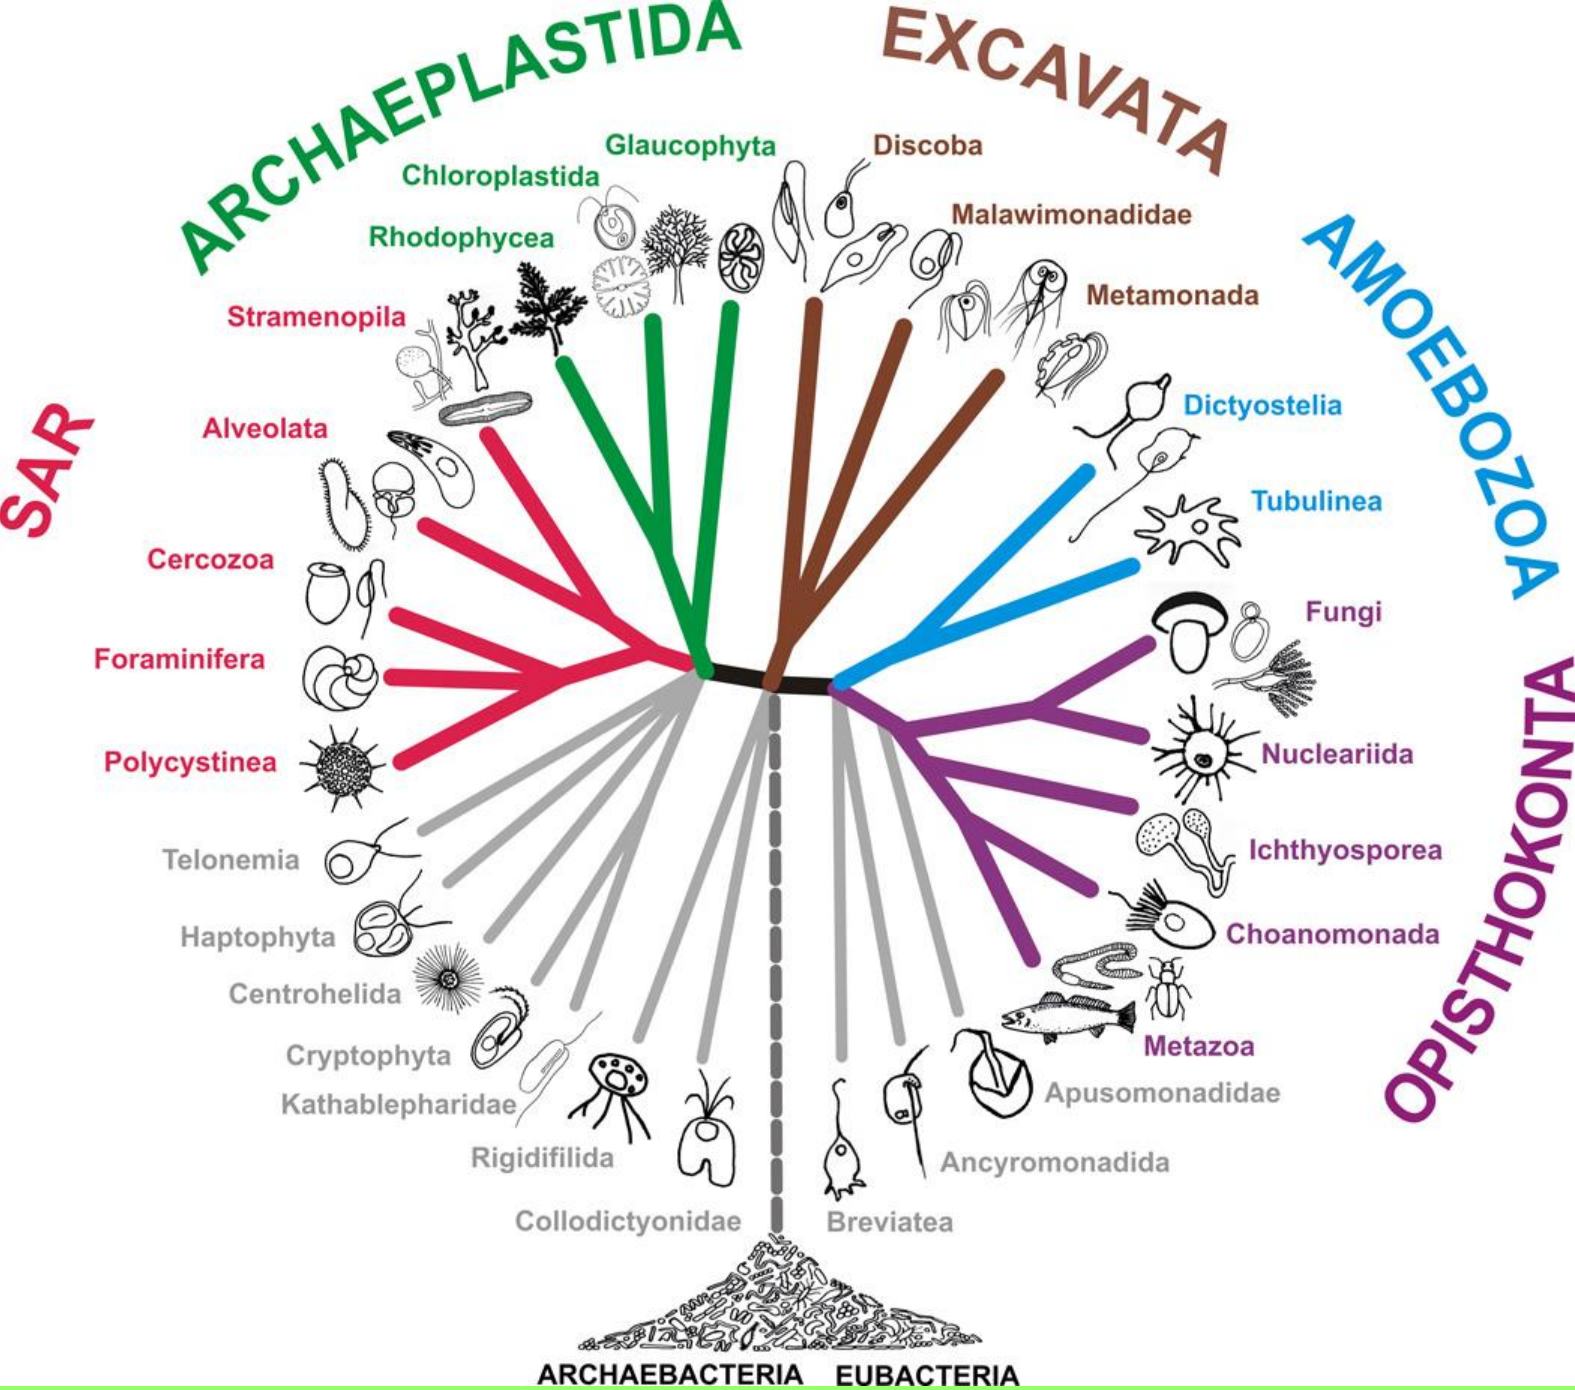 ARCHAEPLASTIDA
EXCAVATA
AMOEBOZOA
SAR
OPISTHOKONTA
Glaucophyta
Chloroplastida
Rhodophycea
Stramenopila
Alveolata
Cercozoa
Foraminifera
Polycystinea
Telonemia
Haptophyta
Centrohelida
Cryptophyta
Kathablepharidae
Rigidifilida
Collodictyonidae
Discoba
Malawimonadidae
Metamonada
Dictyostelia
Tubulinea
Fungi
Nucleariida
Ichthyosporea
Choanomonada
Metazoa
Apusomonadidae
Ancyromonadida
Breviatea
ARCHAEBACTERIA EUBACTERIA